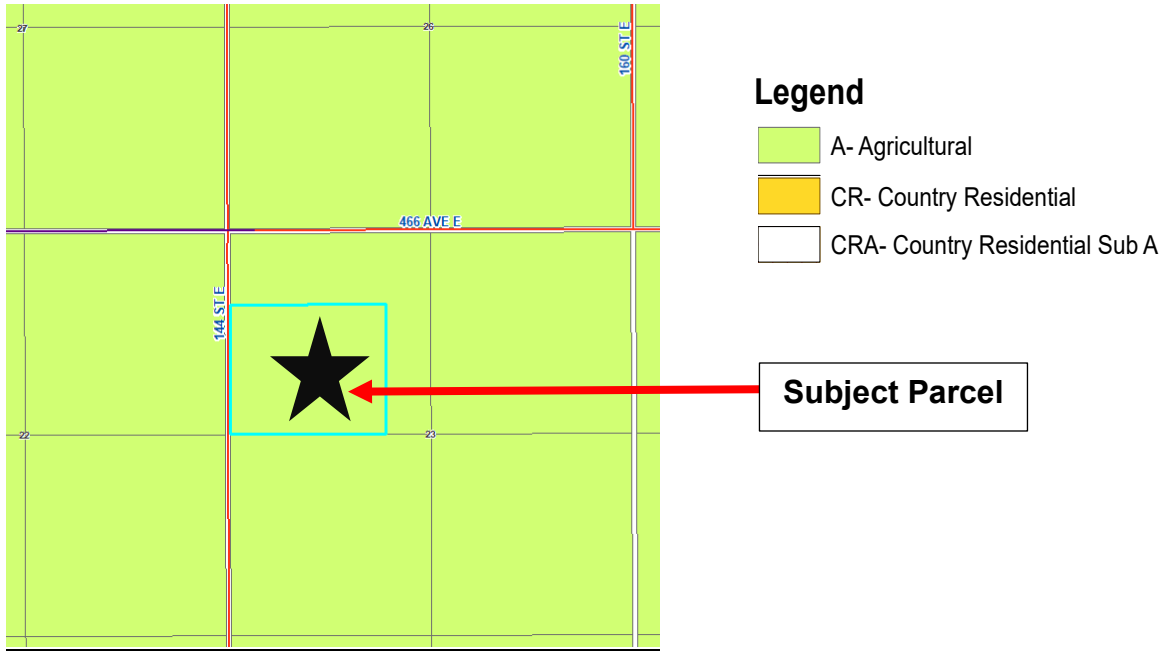 27
26
160 ST E
466 AVE E
144 ST E
22
23
Legend
A- Agricultural
CR- Country Residential
CRA- Country Residential Sub A
Subject Parcel